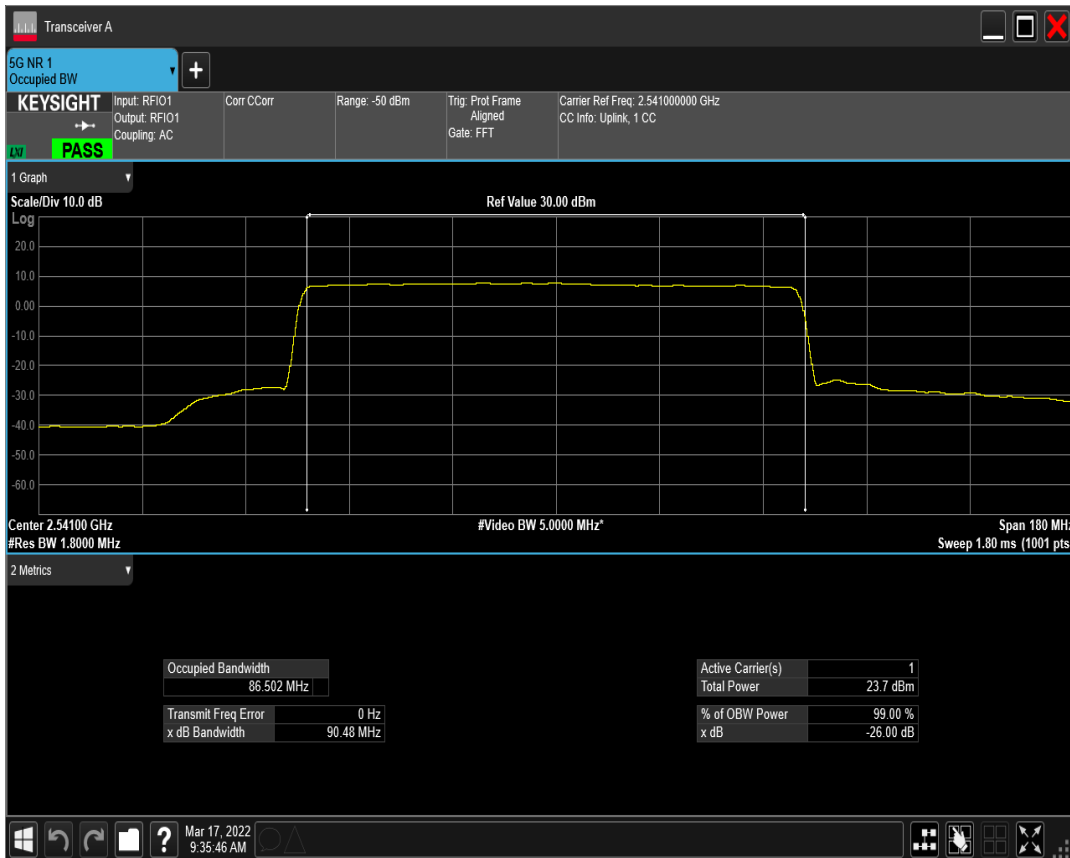 Transceiver A
5G NR 1
Occupied BW
+
KEYSIGHT
LXI
PASS
Input: RFIO1
Output: RFIO1
Coupling: AC
Corr CCorr
Range: -50 dBm
Trig: Prot Frame
Aligned
Gate: FFT
Carrier Ref Freq: 2.541000000 GHz
CC Info: Uplink, 1 CC
1 Graph
Scale/Div 10.0 dB
Ref Value 30.00 dBm
Log
20.0
10.0
0.00
-10.0
-20.0
-30.0
-40.0
-50.0
-60.0
Center 2.54100 GHz
#Video BW 5.0000 MHz*
Span 180 MHz
#Res BW 1.8000 MHz
Sweep 1.80 ms (1001 pts
2 Metrics
Occupied Bandwidth
86.502 MHz
Transmit Freq Error 0 Hz
x dB Bandwidth 90.48 MHz
Active Carrier(s) 1
Total Power 23.7 dBm
% of OBW Power 99.00 %
x dB -26.00 dB
?
Mar 17, 2022
9:35:46 AM